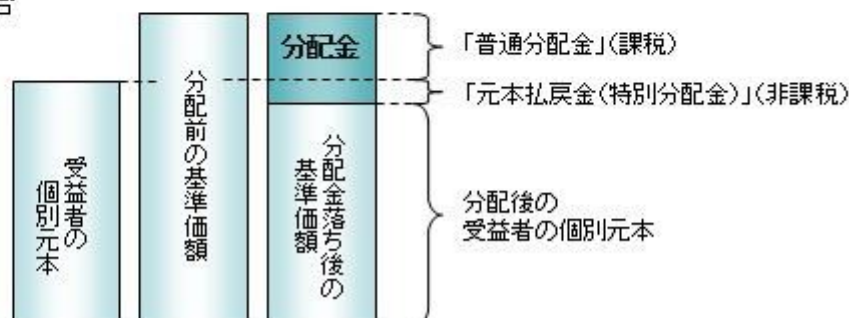 受益者の
個別元本
分配前の基準価額
分配金
分配金落ち後の
基準価額
「普通分配金」(課税)
「元本払戻金(特別分配金)」(非課税)
分配後の
受益者の個別元本